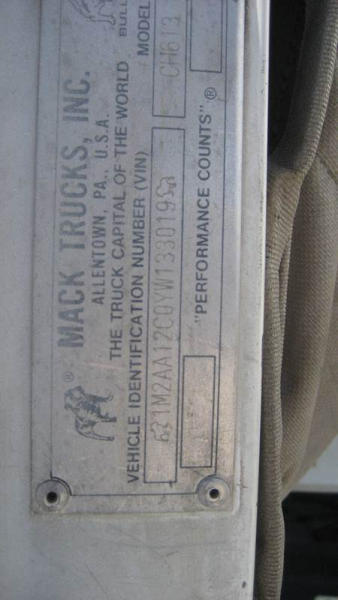 BULL
MACK TRUCKS, INC.
ALLENTOWN, PA., U.S.A.
THE TRUCK CAPITAL OF THE WORLD
VEHICLE IDENTIFICATION NUMBER (VIN) MODEL
1M2AA12C0YW133019 CH613
"PERFORMANCE COUNTS" ®